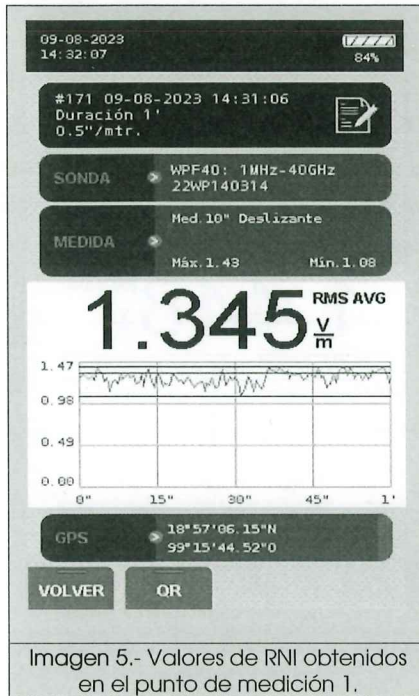 09-08-2023
14:32:07
84%
#171 09-08-2023 14:31:06
Duración 1'
0.5"/mtr.
SONDA
WPF40: 1MHz-40GHz
22WP140314
MEDIDA
Med.10" Deslizante
Máx.1.43 Mín.1.08
1.345 RMS AVG
V/m
1.47
0.98
0.49
0.00
0" 15" 30" 45" 1'
GPS
18°57'06.15"N
99°15'44.52"O
VOLVER QR
Imagen 5.- Valores de RNI obtenidos
en el punto de medición 1.